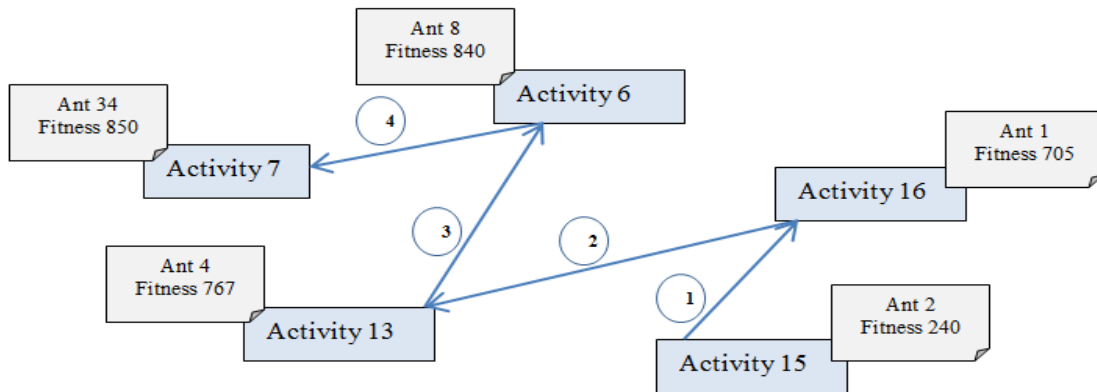 Ant 8
Fitness 840
Activity 6
Ant 34
Fitness 850
4
Activity 7
Ant 1
Fitness 705
Activity 16
3
2
Ant 4
Fitness 767
1
Activity 13
Ant 2
Fitness 240
Activity 15